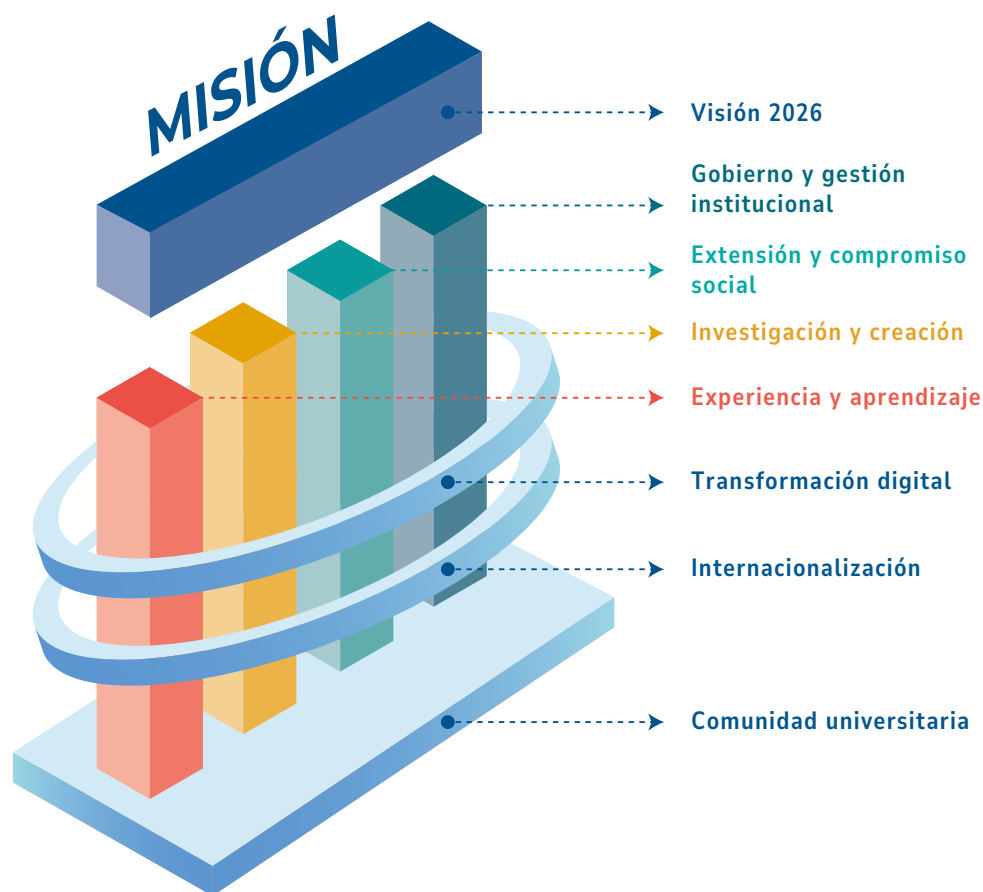 MISIÓN
Visión 2026
Gobierno y gestión
institucional
Extensión y compromiso
social
Investigación y creación
Experiencia y aprendizaje
Transformación digital
Internacionalización
Comunidad universitaria